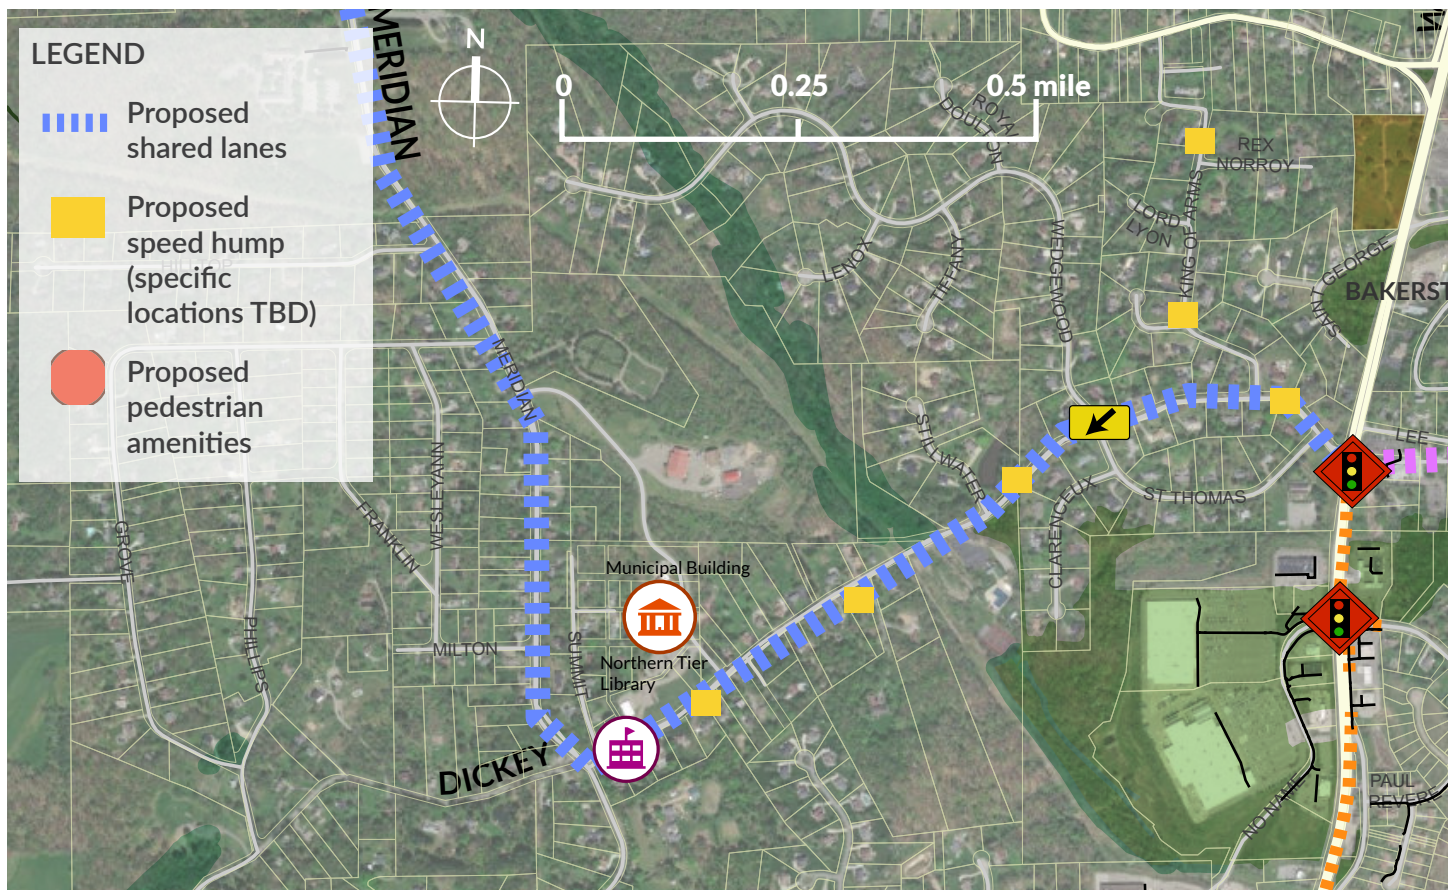 LEGEND
Proposed
shared lanes
Proposed
speed hump
(specific
locations TBD)
Proposed
pedestrian
amenities
MERIDIAN
N
0
0.25
0.5 mile
ROYAL
DOULTON
REX
NORROY
LORD
LYON
KING OF ARMS
LENOX
TIFFANY
WEDGEWOOD
SAINT
GEORGE
BAKERST
HILLTOP
MERIDIAN
STILLWATER
LEE
WESLEYANN
FRANKLIN
GROVE
CLARENCEUX
ST THOMAS
Municipal Building
PHILLIPS
MILTON
SUMMIT
Northern Tier
Library
DICKEY
NO NAME
PAUL
REVERE